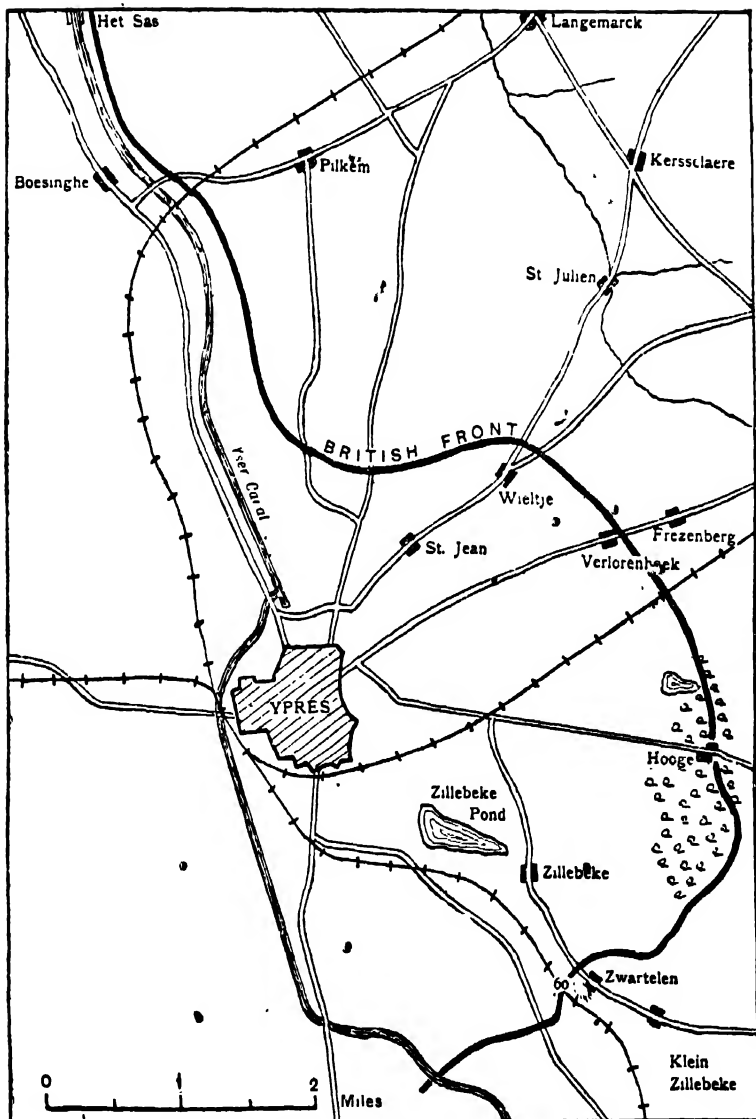 Het Sas
Langemarck
Boesinghe
Pilkem
Kersselaere
St Julien
BRITISH FRONT
Yser Canal
Wieltje
St. Jean
Frezenberg
Verlorenhoek
YPRES
Hooge
Zillebeke
Pond
Zillebeke
60
Zwartelen
Klein
Zillebeke
0 1 2
Miles